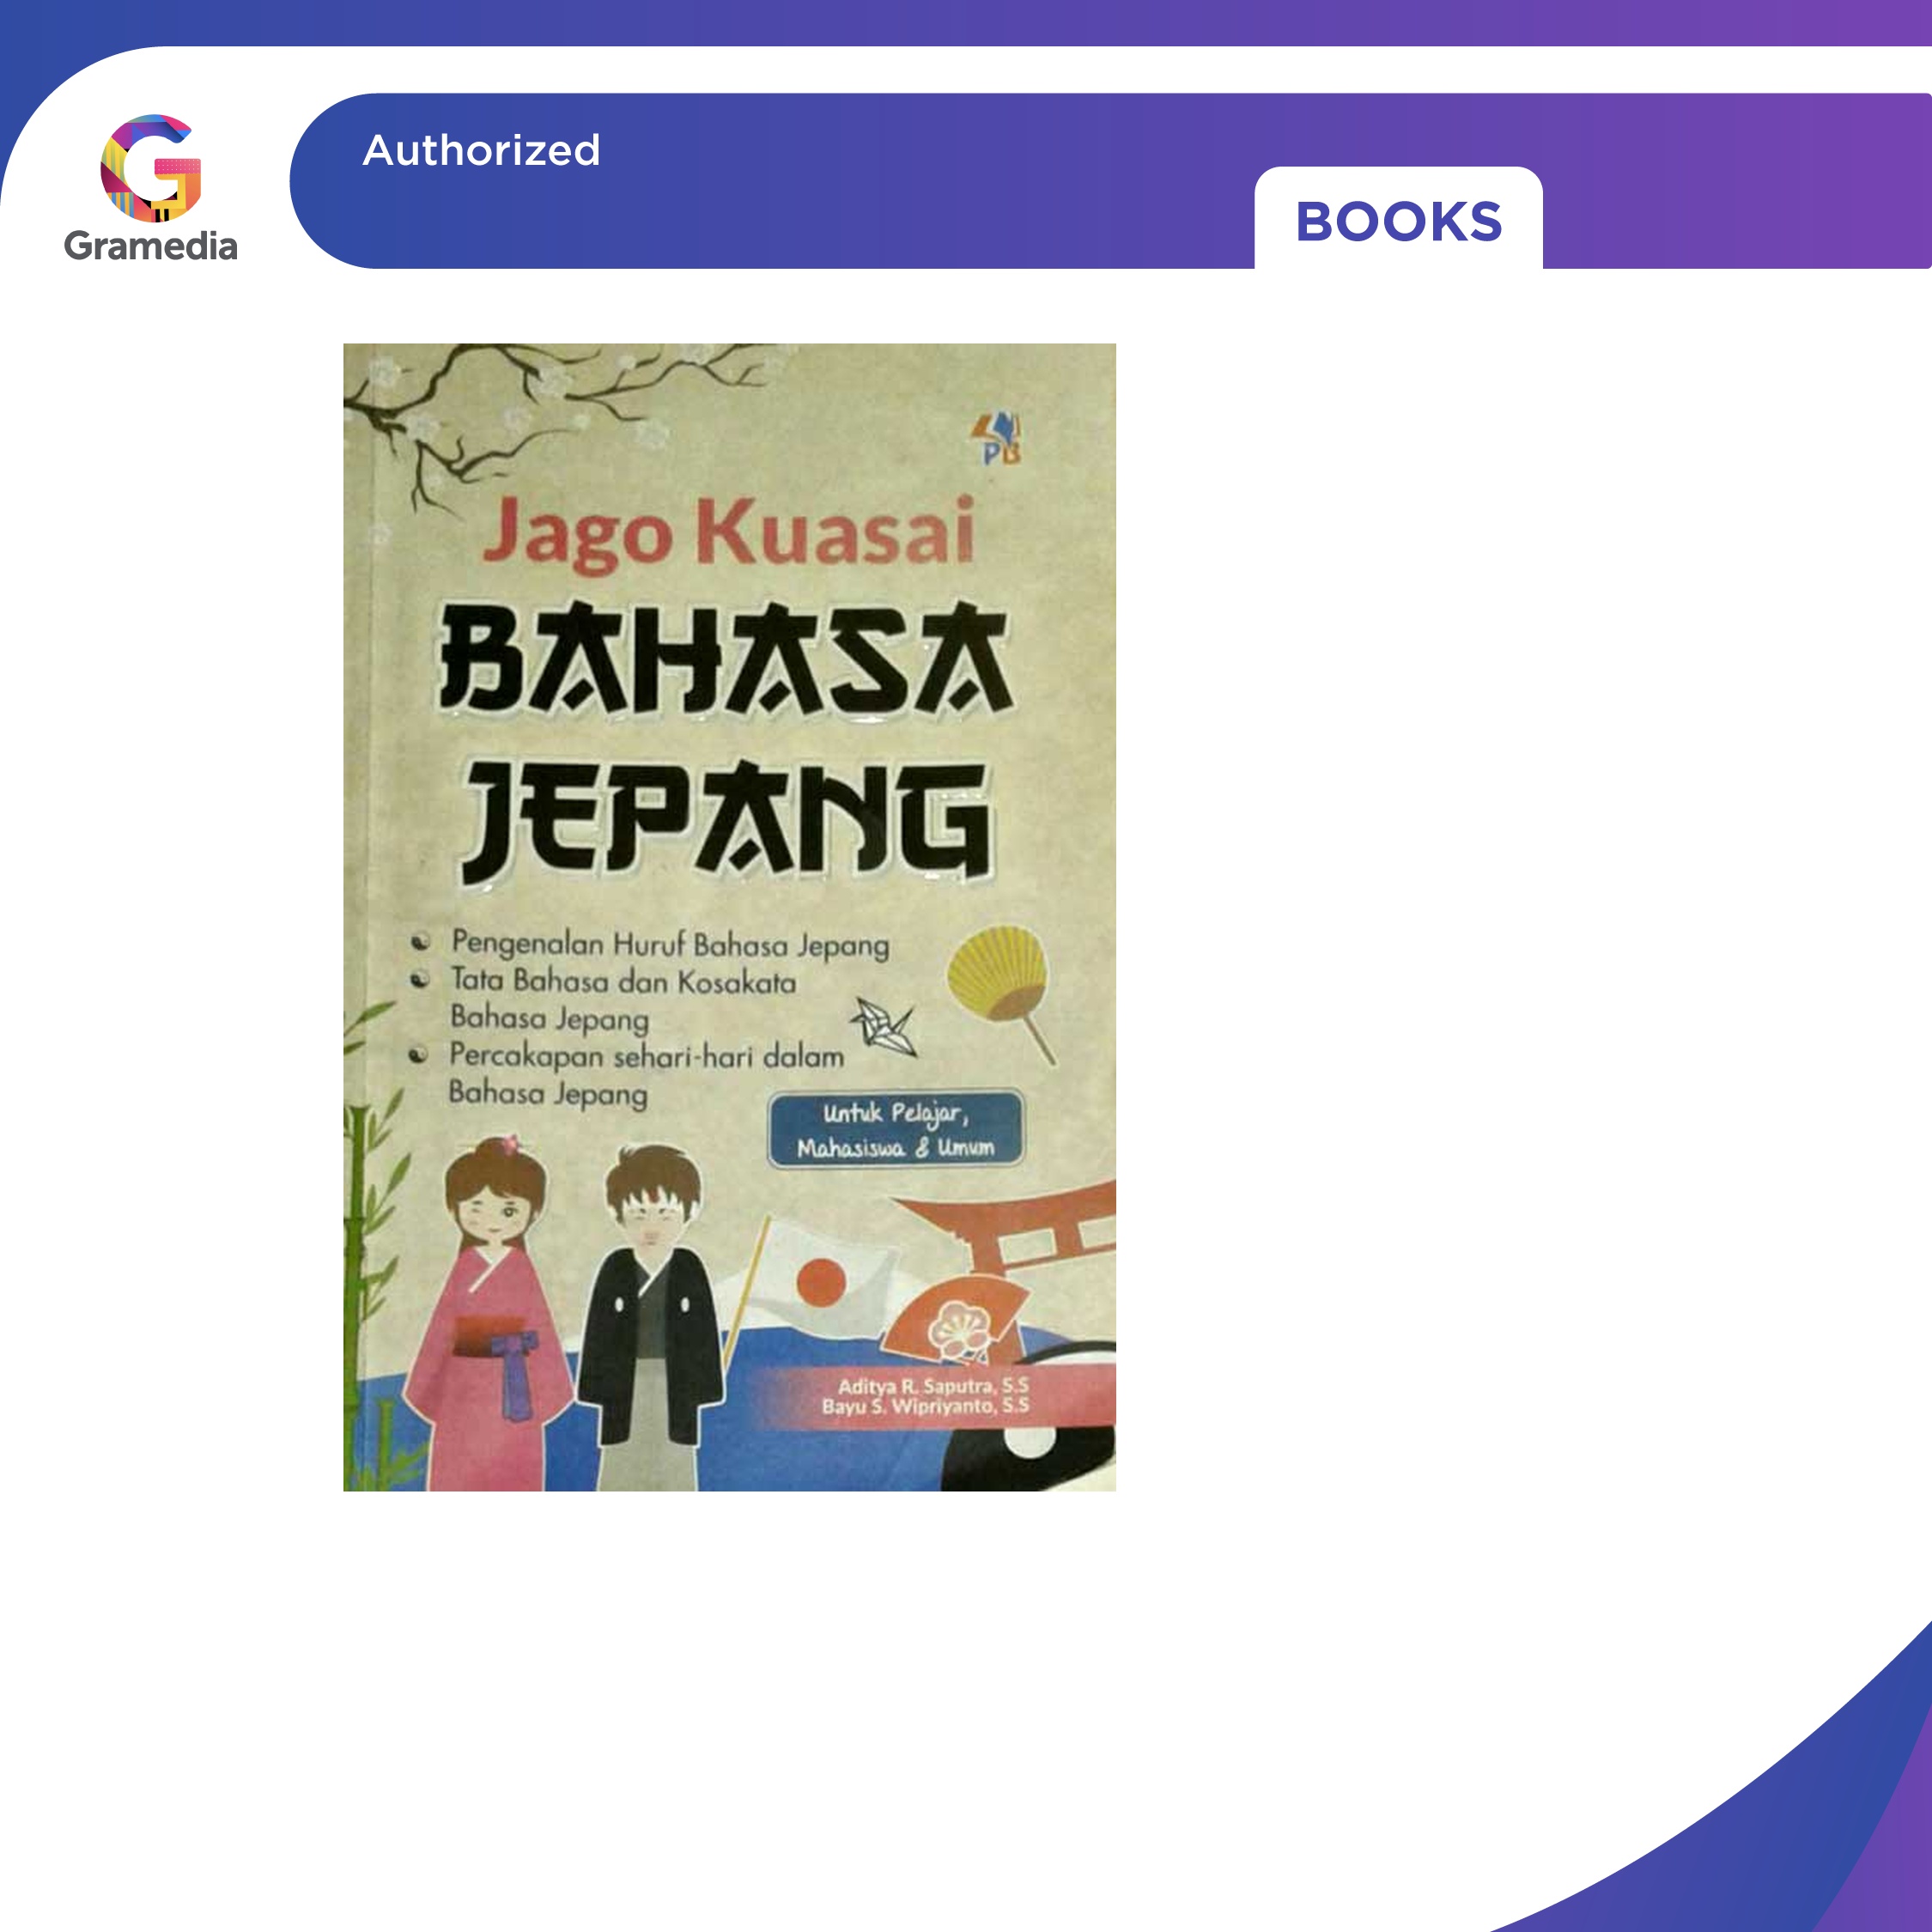 Authorized
Gramedia
BOOKS
PB
Jago Kuasai
BAHASA
JEPANG
Pengenalan Huruf Bahasa Jepang
Tata Bahasa dan Kosakata
Bahasa Jepang
Percakapan sehari-hari dalam
Bahasa Jepang
Untuk Pelajar,
Mahasiswa & Umum
Aditya R. Saputra, S.S
Bayu S. Wipriyanto, S.S